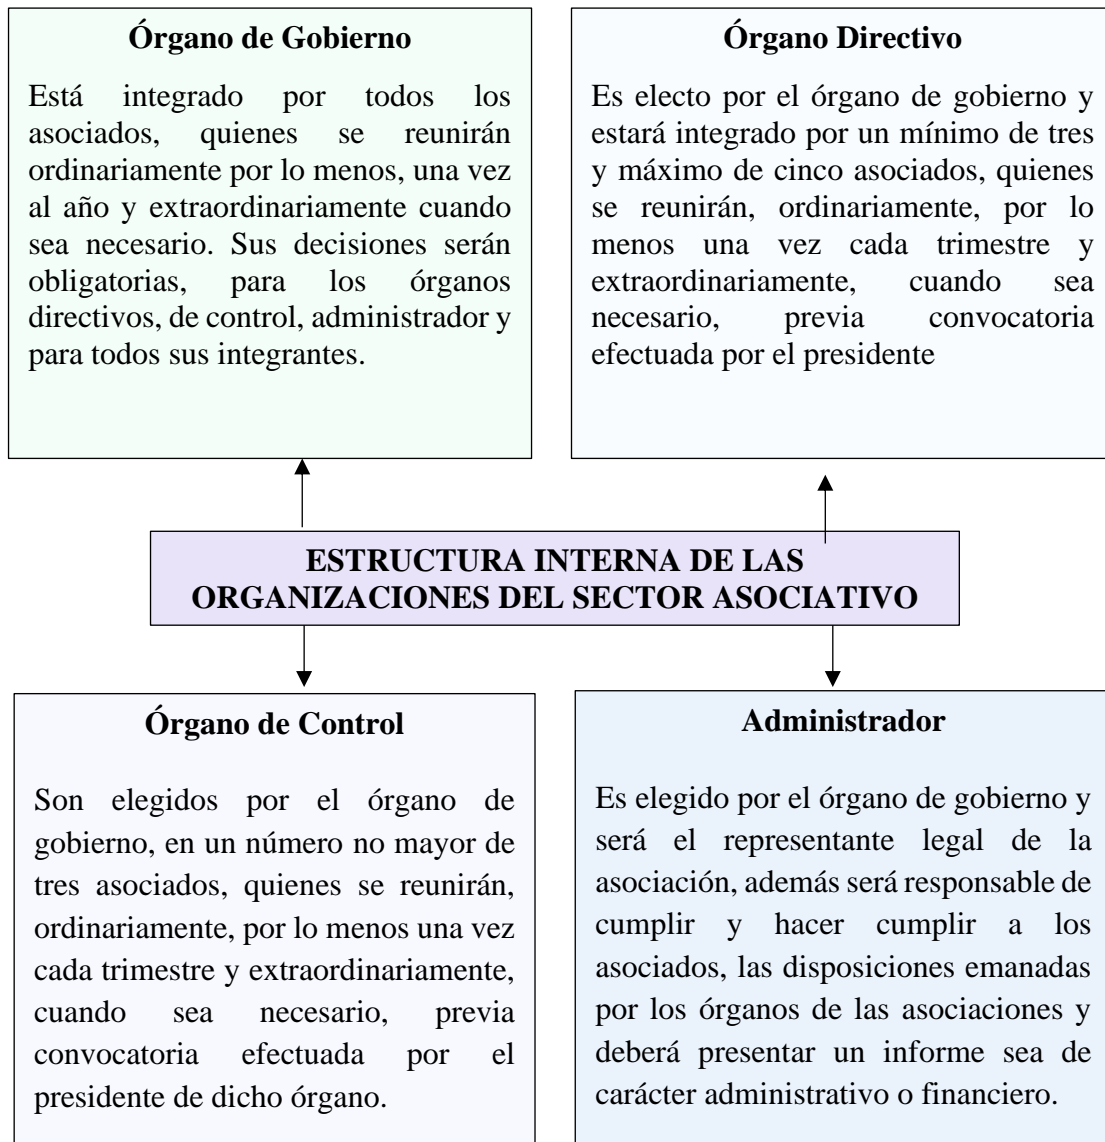 Órgano de Gobierno
Está integrado por todos los
asociados, quienes se reunirán
ordinariamente por lo menos, una vez
al año y extraordinariamente cuando
sea necesario. Sus decisiones serán
obligatorias, para los órganos
directivos, de control, administrador y
para todos sus integrantes.
Órgano Directivo
Es electo por el órgano de gobierno y
estará integrado por un mínimo de tres
y máximo de cinco asociados, quienes
se reunirán, ordinariamente, por lo
menos una vez cada trimestre y
extraordinariamente, cuando sea
necesario, previa convocatoria
efectuada por el presidente
ESTRUCTURA INTERNA DE LAS
ORGANIZACIONES DEL SECTOR ASOCIATIVO
Órgano de Control
Son elegidos por el órgano de
gobierno, en un número no mayor de
tres asociados, quienes se reunirán,
ordinariamente, por lo menos una vez
cada trimestre y extraordinariamente,
cuando sea necesario, previa
convocatoria efectuada por el
presidente de dicho órgano.
Administrador
Es elegido por el órgano de gobierno y
será el representante legal de la
asociación, además será responsable de
cumplir y hacer cumplir a los
asociados, las disposiciones emanadas
por los órganos de las asociaciones y
deberá presentar un informe sea de
carácter administrativo o financiero.